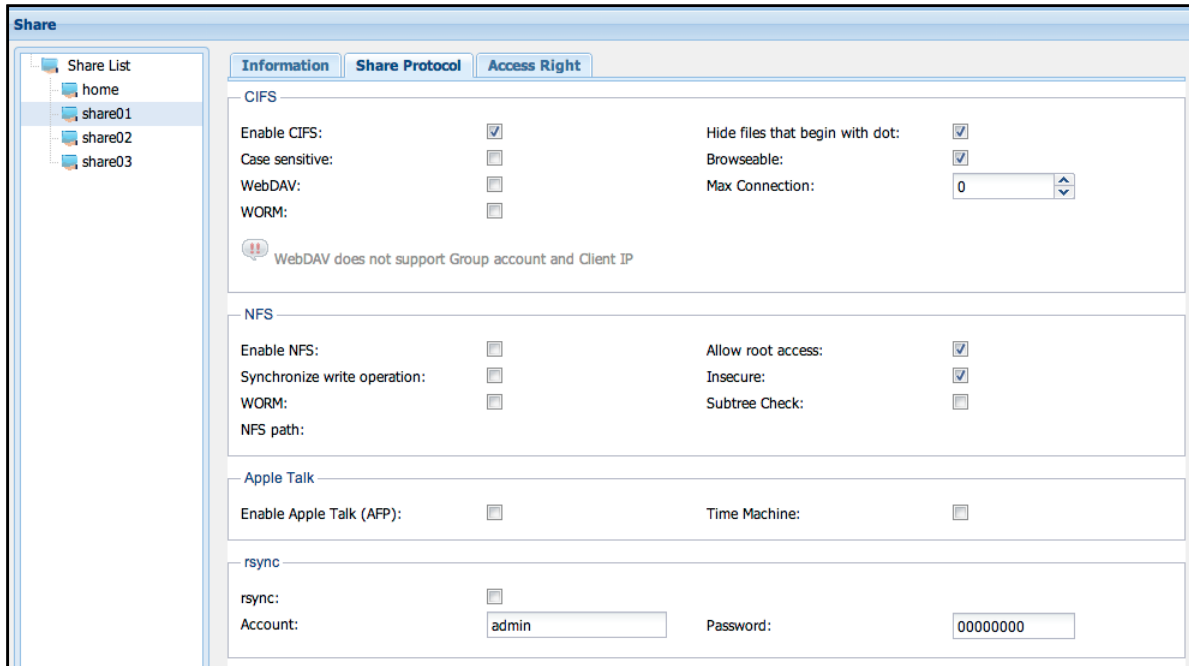 Share
Share List
home
share01
share02
share03
Information Share Protocol Access Right
CIFS
Enable CIFS: Hide files that begin with dot:
Case sensitive: Browseable:
WebDAV: Max Connection: 0
WORM:
!! WebDAV does not support Group account and Client IP
NFS
Enable NFS: Allow root access:
Synchronize write operation: Insecure:
WORM: Subtree Check:
NFS path:
Apple Talk
Enable Apple Talk (AFP): Time Machine:
rsync
rsync:
Account: admin Password: 00000000